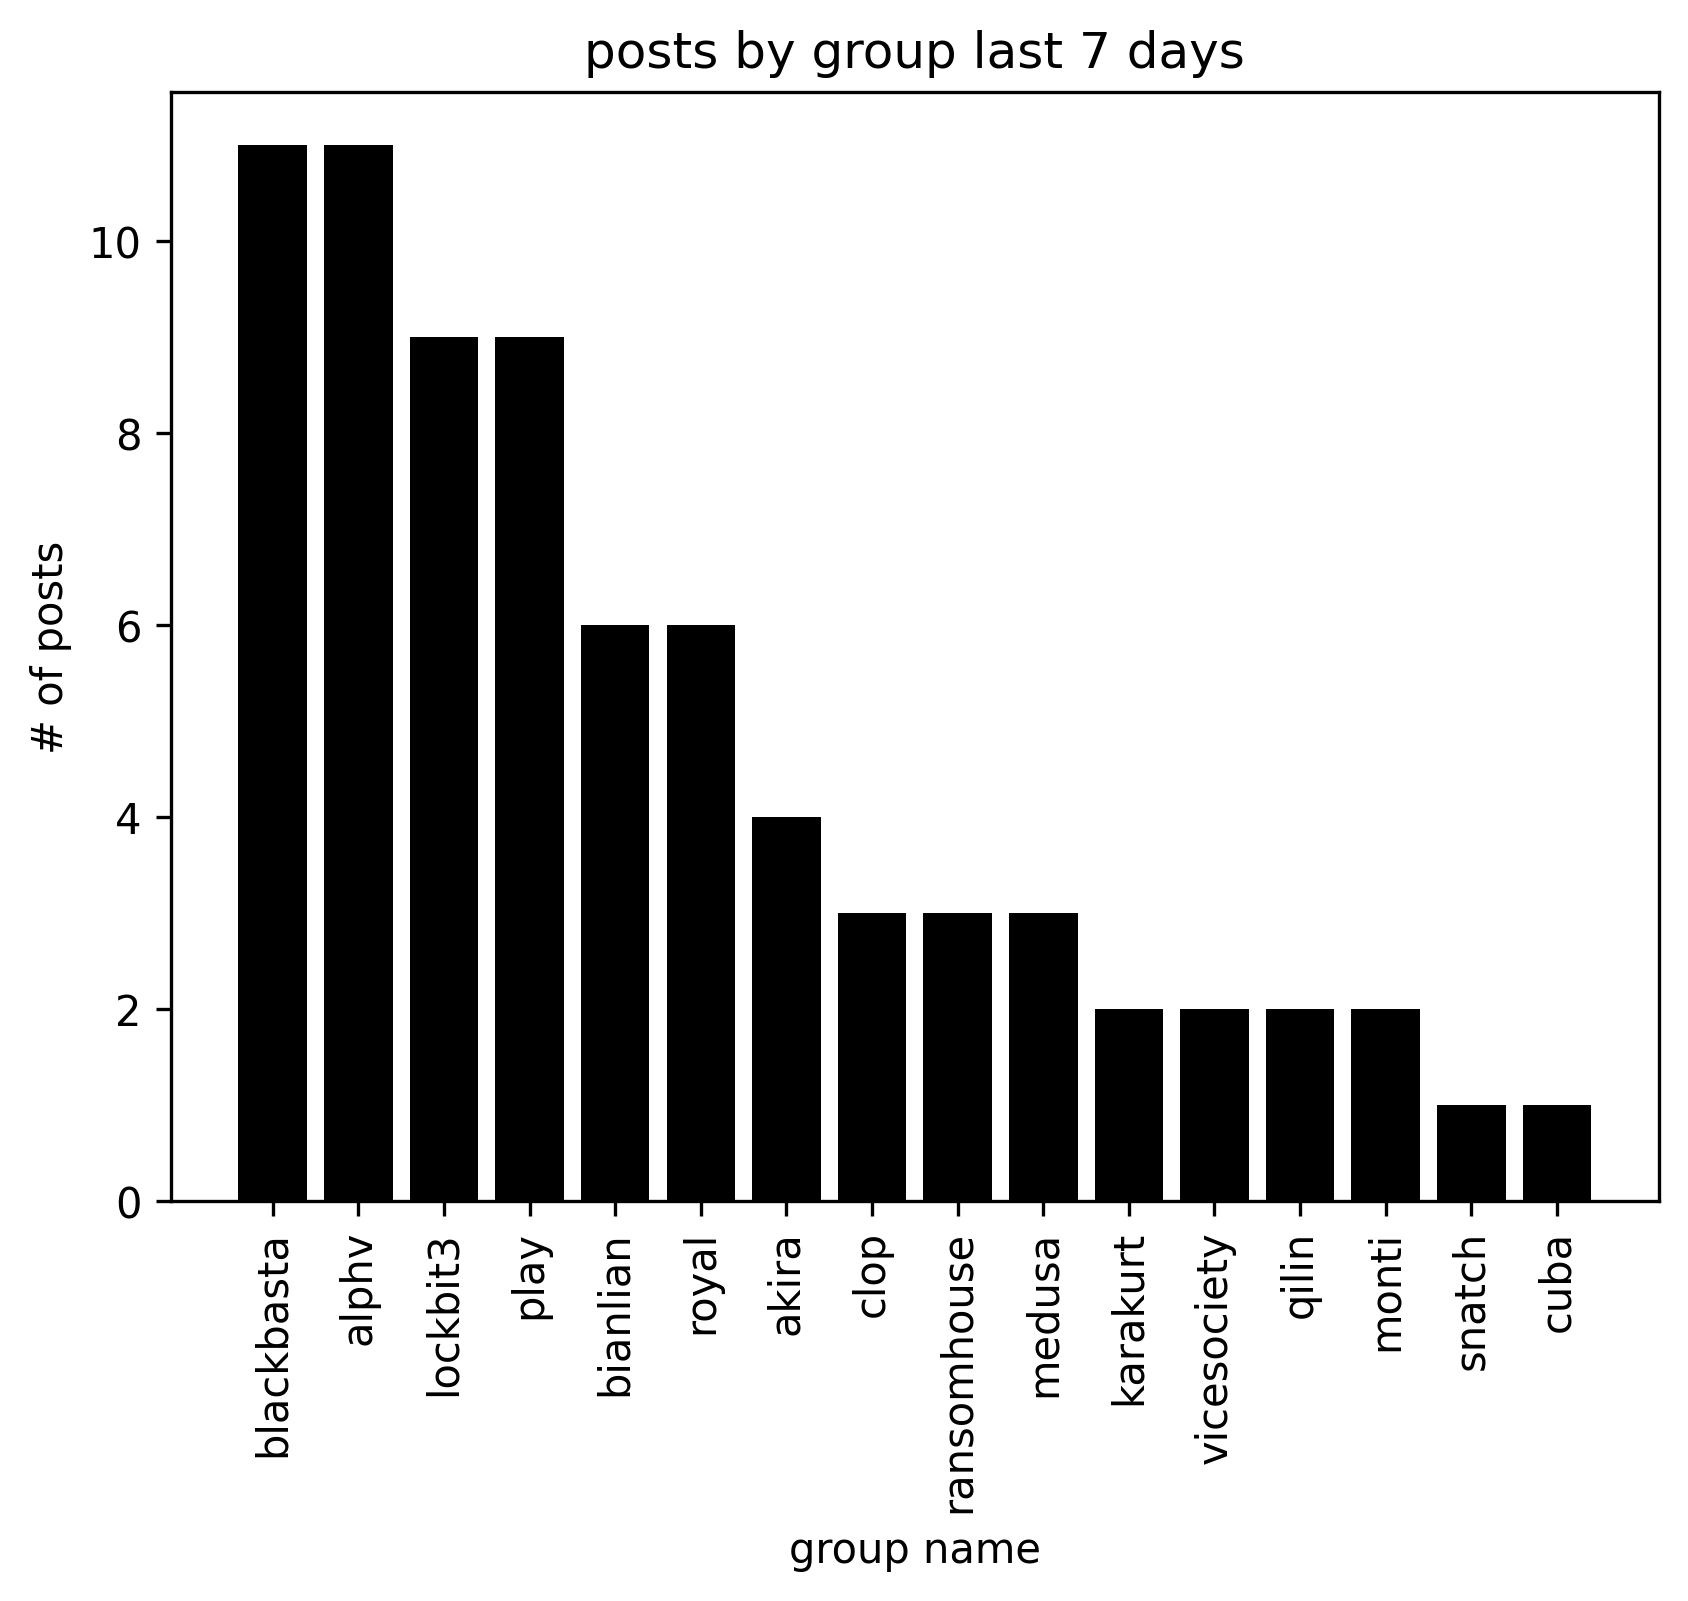 posts by group last 7 days
# of posts
10
8
6
4
2
0
blackbasta
alphv
lockbit3
play
bianlian
royal
akira
clop
ransomhouse
medusa
karakurt
vicesociety
qilin
monti
snatch
cuba
group name